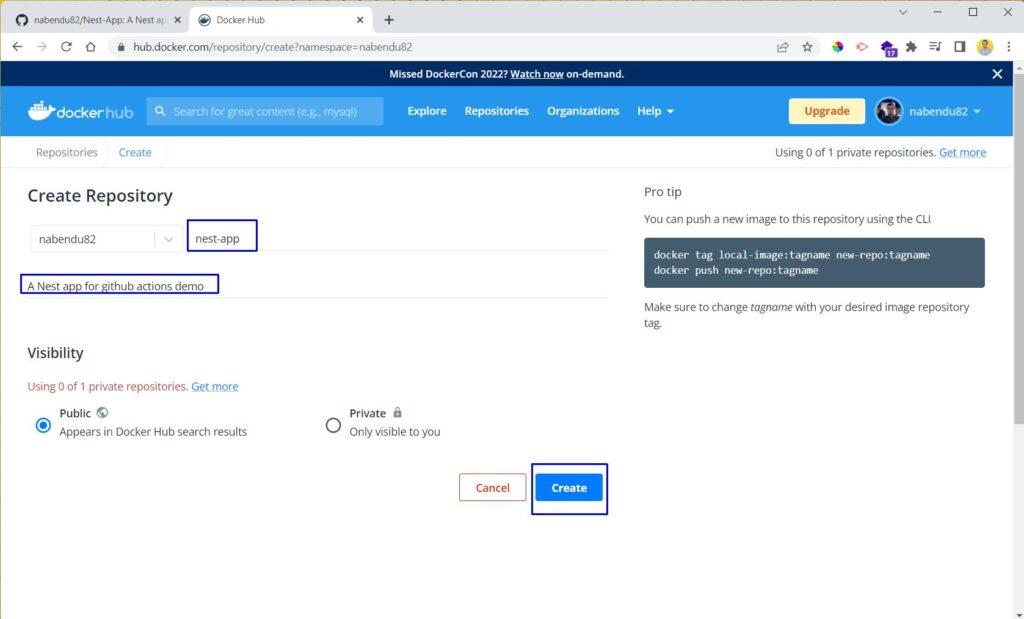 nabendu82/Nest-App: A Nest ap
Docker Hub
hub.docker.com/repository/create?namespace=nabendu82
17
Missed DockerCon 2022? Watch now on-demand.
dockerhub
Search for great content (e.g., mysql)
Explore
Repositories
Organizations
Help
Upgrade
nabendu82
Repositories
Create
Using 0 of 1 private repositories. Get more
Create Repository
nabendu82
nest-app
A Nest app for github actions demo
Visibility
Using 0 of 1 private repositories. Get more
Public
Appears in Docker Hub search results
Private
Only visible to you
Cancel
Create
Pro tip
You can push a new image to this repository using the CLI
docker tag local-image:tagname new-repo:tagname
docker push new-repo:tagname
Make sure to change tagname with your desired image repository
tag.